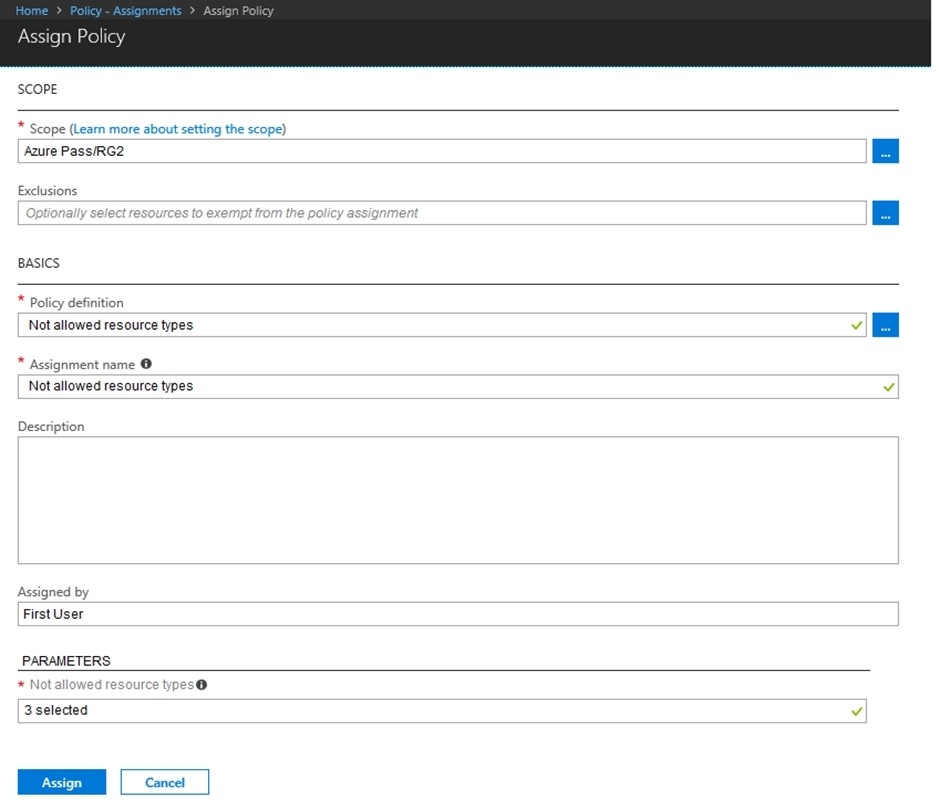 Home > Policy - Assignments > Assign Policy
Assign Policy
SCOPE
* Scope (Learn more about setting the scope)
Azure Pass/RG2
...
Exclusions
Optionally select resources to exempt from the policy assignment
...
BASICS
* Policy definition
Not allowed resource types
...
* Assignment name
Not allowed resource types
Description
Assigned by
First User
PARAMETERS
* Not allowed resource types
3 selected
Assign
Cancel